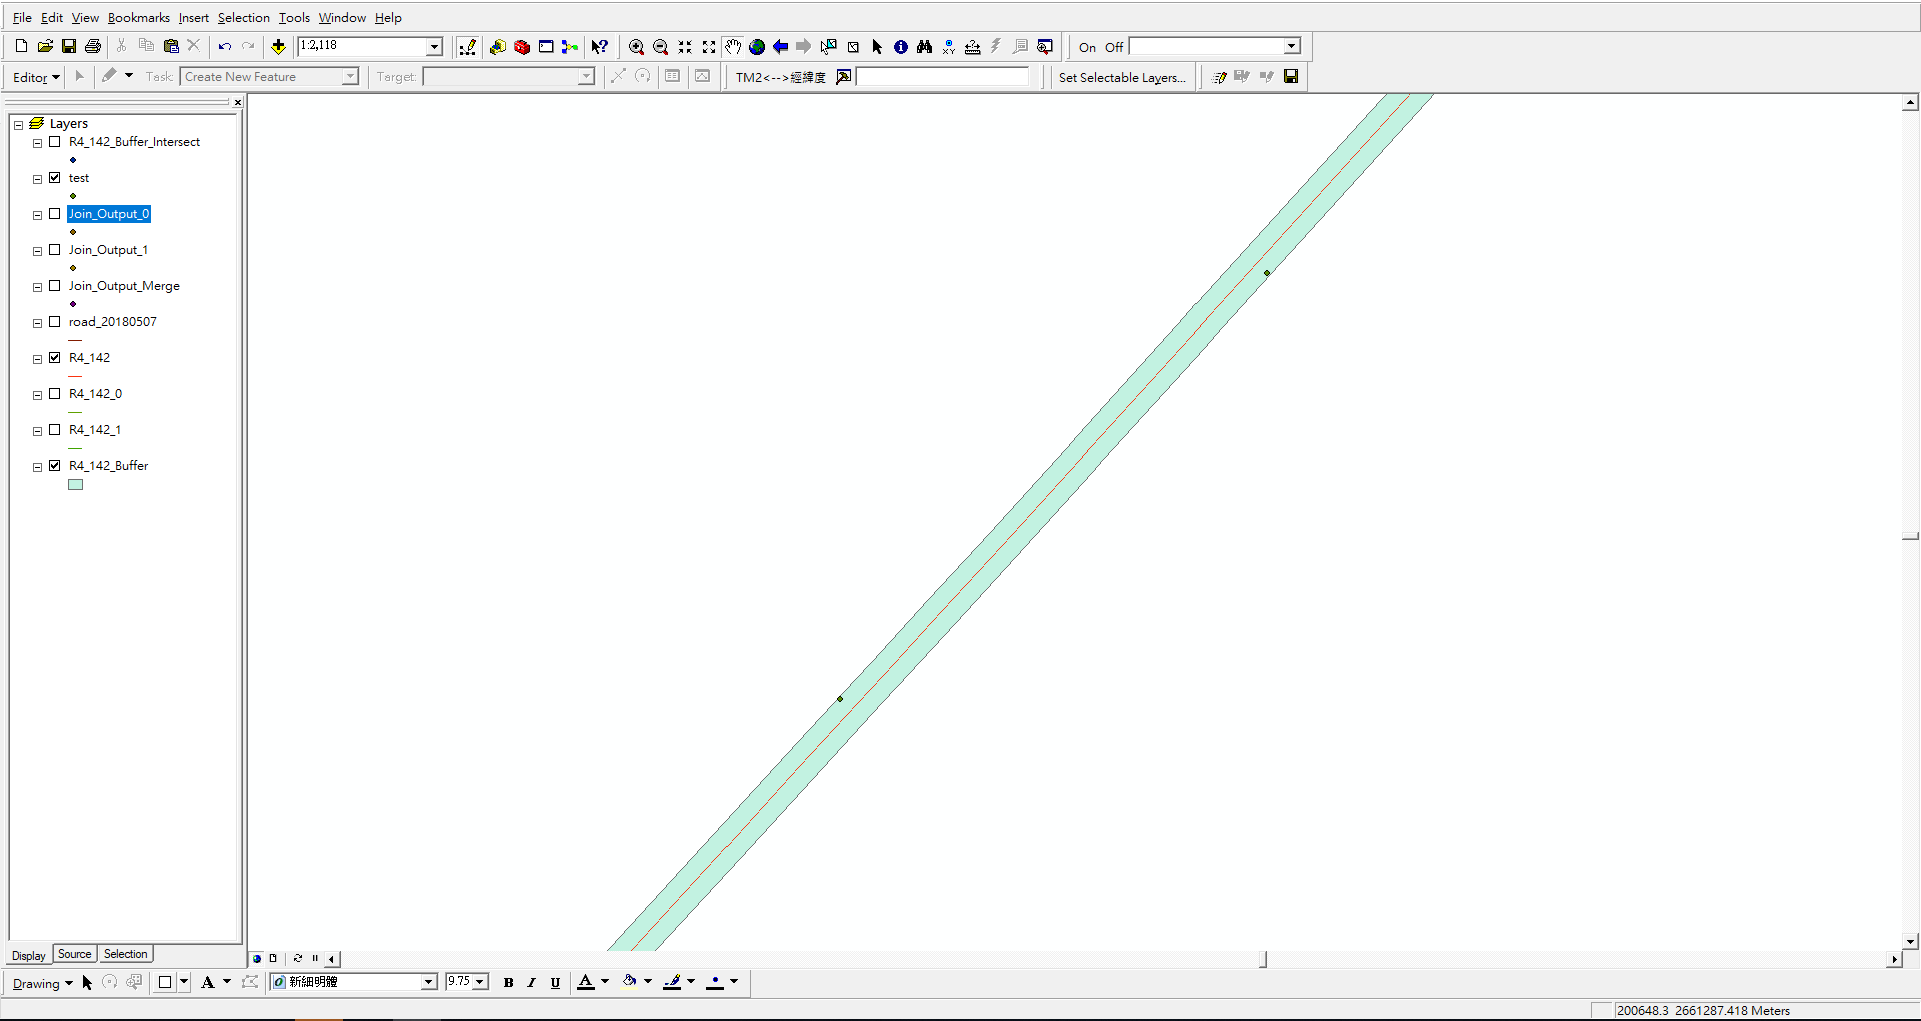 File Edit View Bookmarks Insert Selection Tools Window Help
1:2,118
On Off
Editor Task: Create New Feature Target: TM2<-->經緯度 Set Selectable Layers...
Layers
R4_142_Buffer_Intersect
test
Join_Output_0
Join_Output_1
Join_Output_Merge
road_20180507
R4_142
R4_142_0
R4_142_1
R4_142_Buffer
Display Source Selection
Drawing A 新細明體 9.75 B I U A
200648.3 2661287.418 Meters